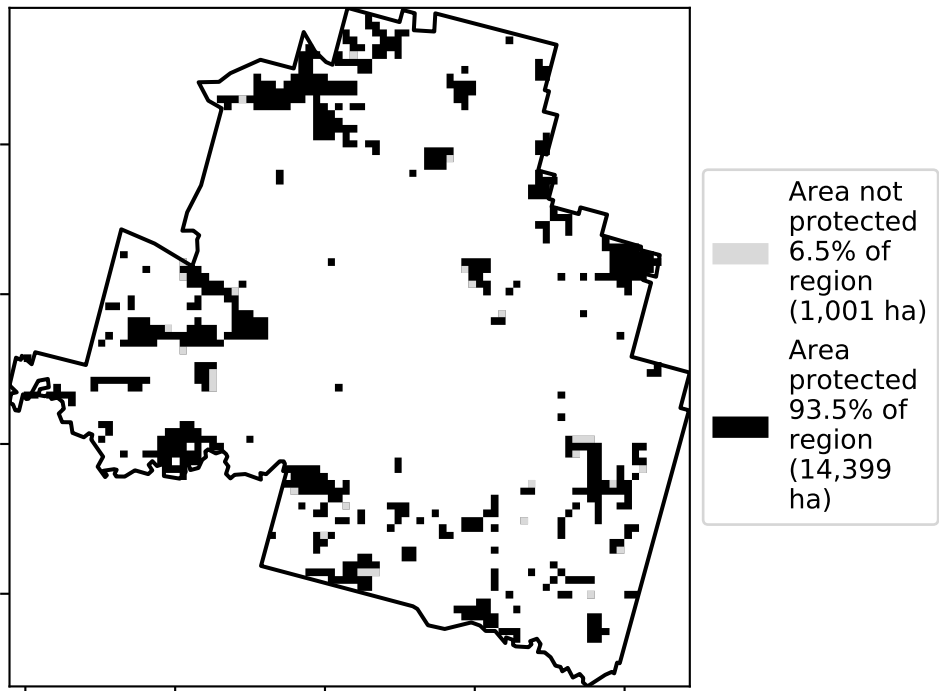 Area not
protected
6.5% of
region
(1,001 ha)
Area
protected
93.5% of
region
(14,399
ha)